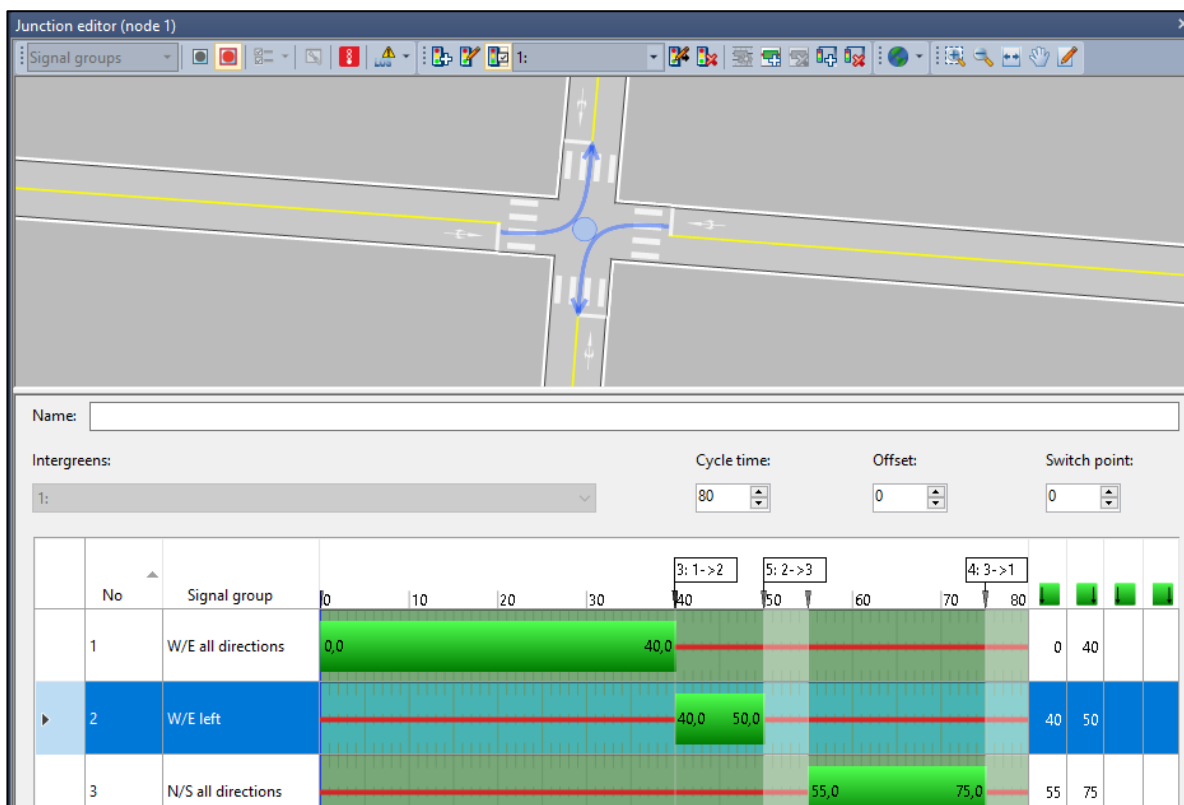 Junction editor (node 1)
Signal groups
LOG
1:
Name:
Intergreens:
Cycle time:
Offset:
Switch point:
1:
80
0
0
No
Signal group
3: 1->2
5: 2->3
4: 3->1
0
10
20
30
40
50
60
70
80
1
W/E all directions
0,0
40,0
0
40
2
W/E left
40,0
50,0
40
50
3
N/S all directions
55,0
75,0
55
75